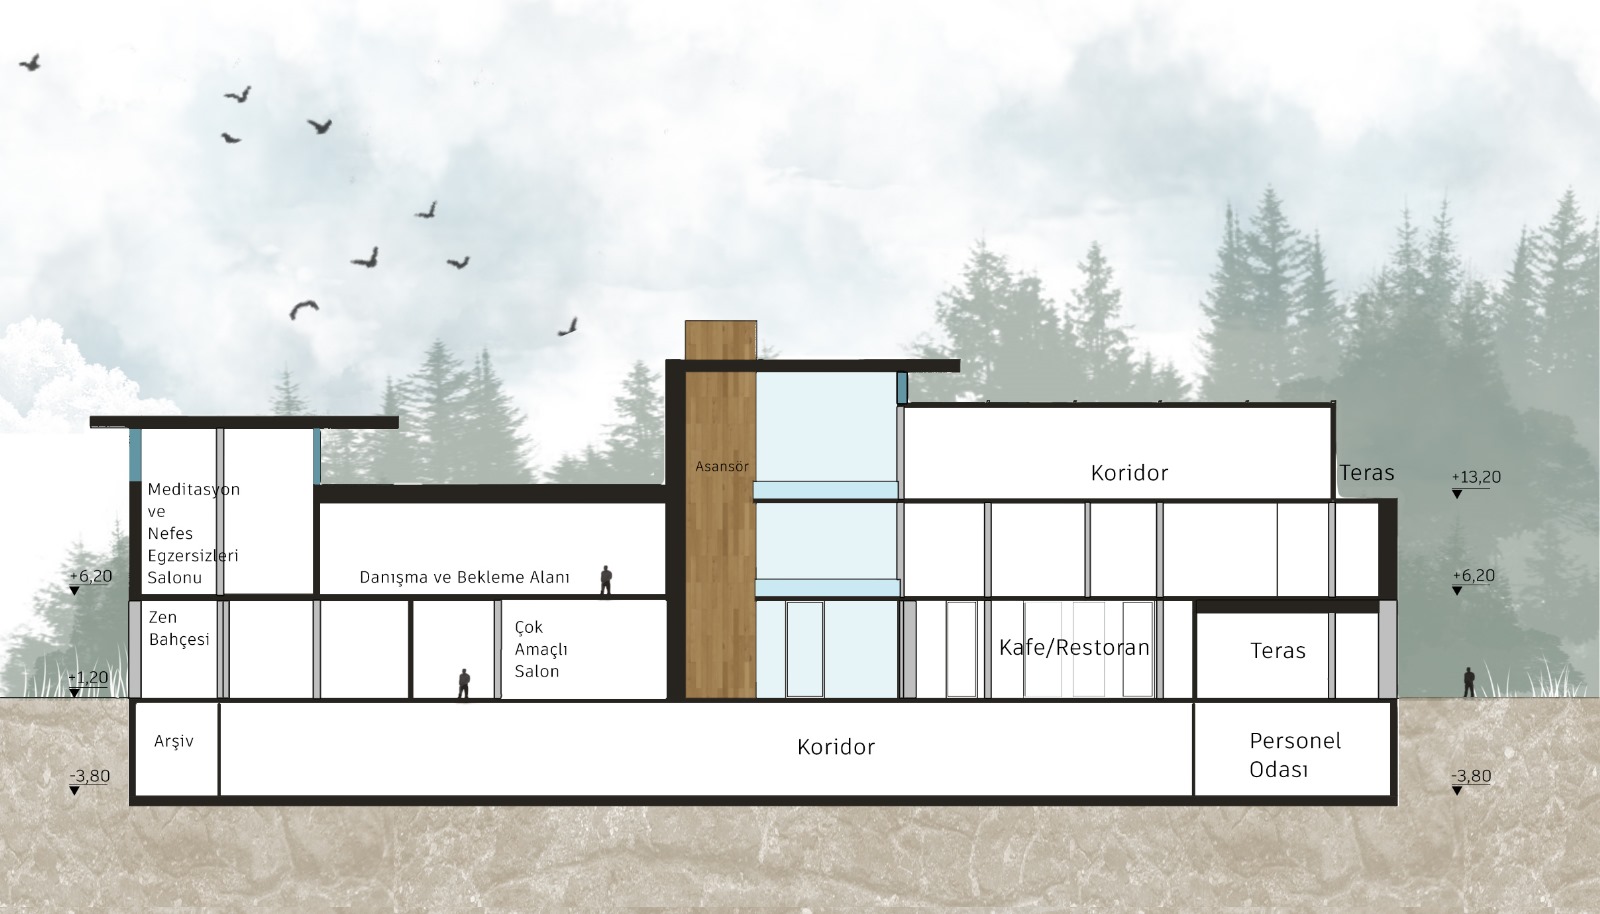 Asansör
Koridor
Teras
+13,20
Meditasyon
ve
Nefes
Egzersizleri
Salonu
+6,20
Danışma ve Bekleme Alanı
+6,20
Zen
Bahçesi
Çok
Amaçlı
Salon
Kafe/Restoran
Teras
+1,20
Arşiv
Koridor
Personel
Odası
-3,80
-3,80